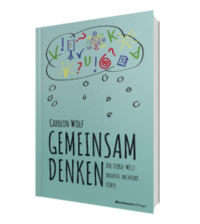 CAROLIN WOLF
GEMEINSAM
DENKEN
DIE VUKA-WELT
BRAUCHT MEHRERE
KÖPFE